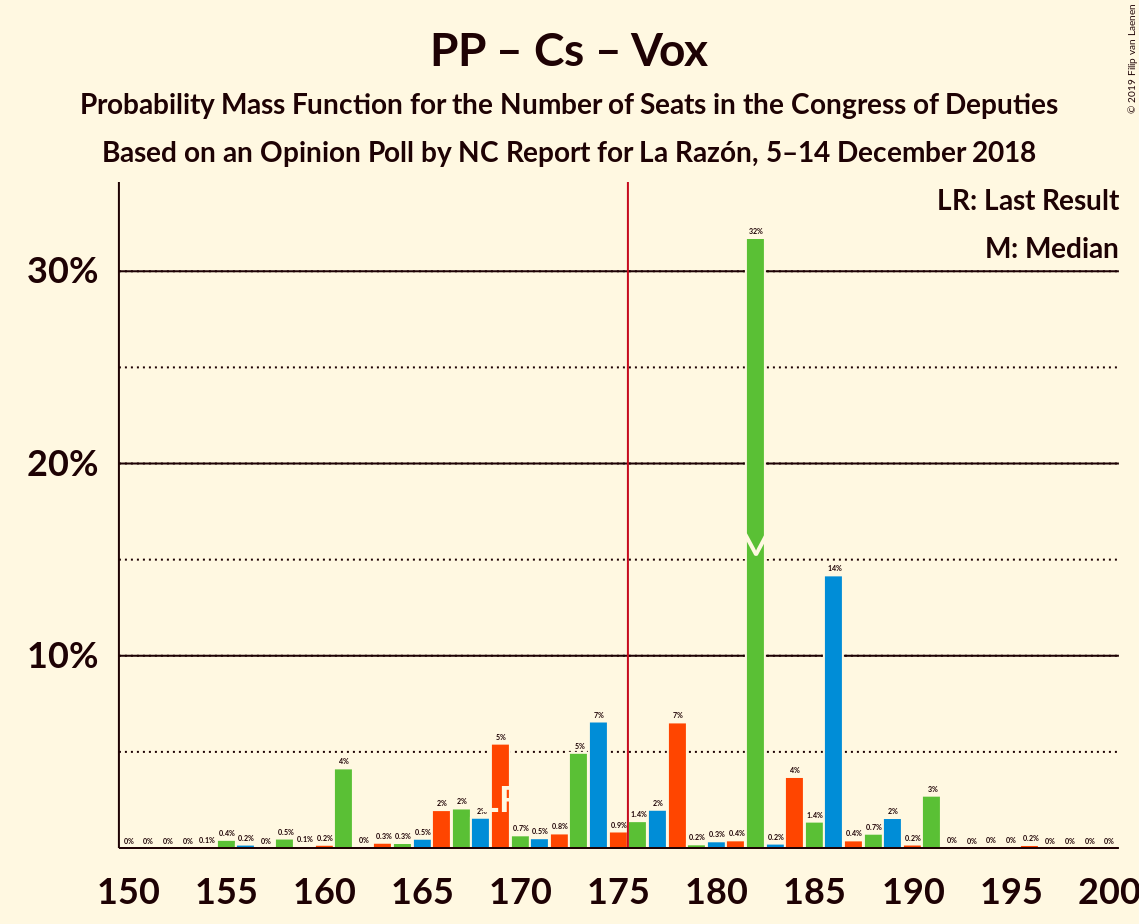 PP – Cs – Vox
Probability Mass Function for the Number of Seats in the Congress of Deputies
Based on an Opinion Poll by NC Report for La Razón, 5–14 December 2018
© 2019 Filip van Laenen
LR: Last Result
M: Median
30%
20%
10%
0% 0% 0% 0% 0.1% 0.4% 0.2% 0% 0.5% 0.1% 0.2% 4% 0% 0.3% 0.3% 0.5% 2% 2% 2% 5% 0.7% 0.5% 0.8% 5% 7% 0.9% 1.4% 2% 7% 0.2% 0.3% 0.4% 32% 0.2% 4% 1.4% 14% 0.4% 0.7% 2% 0.2% 3% 0% 0% 0% 0% 0.2% 0% 0% 0% 0%
LR
M
150 155 160 165 170 175 180 185 190 195 200